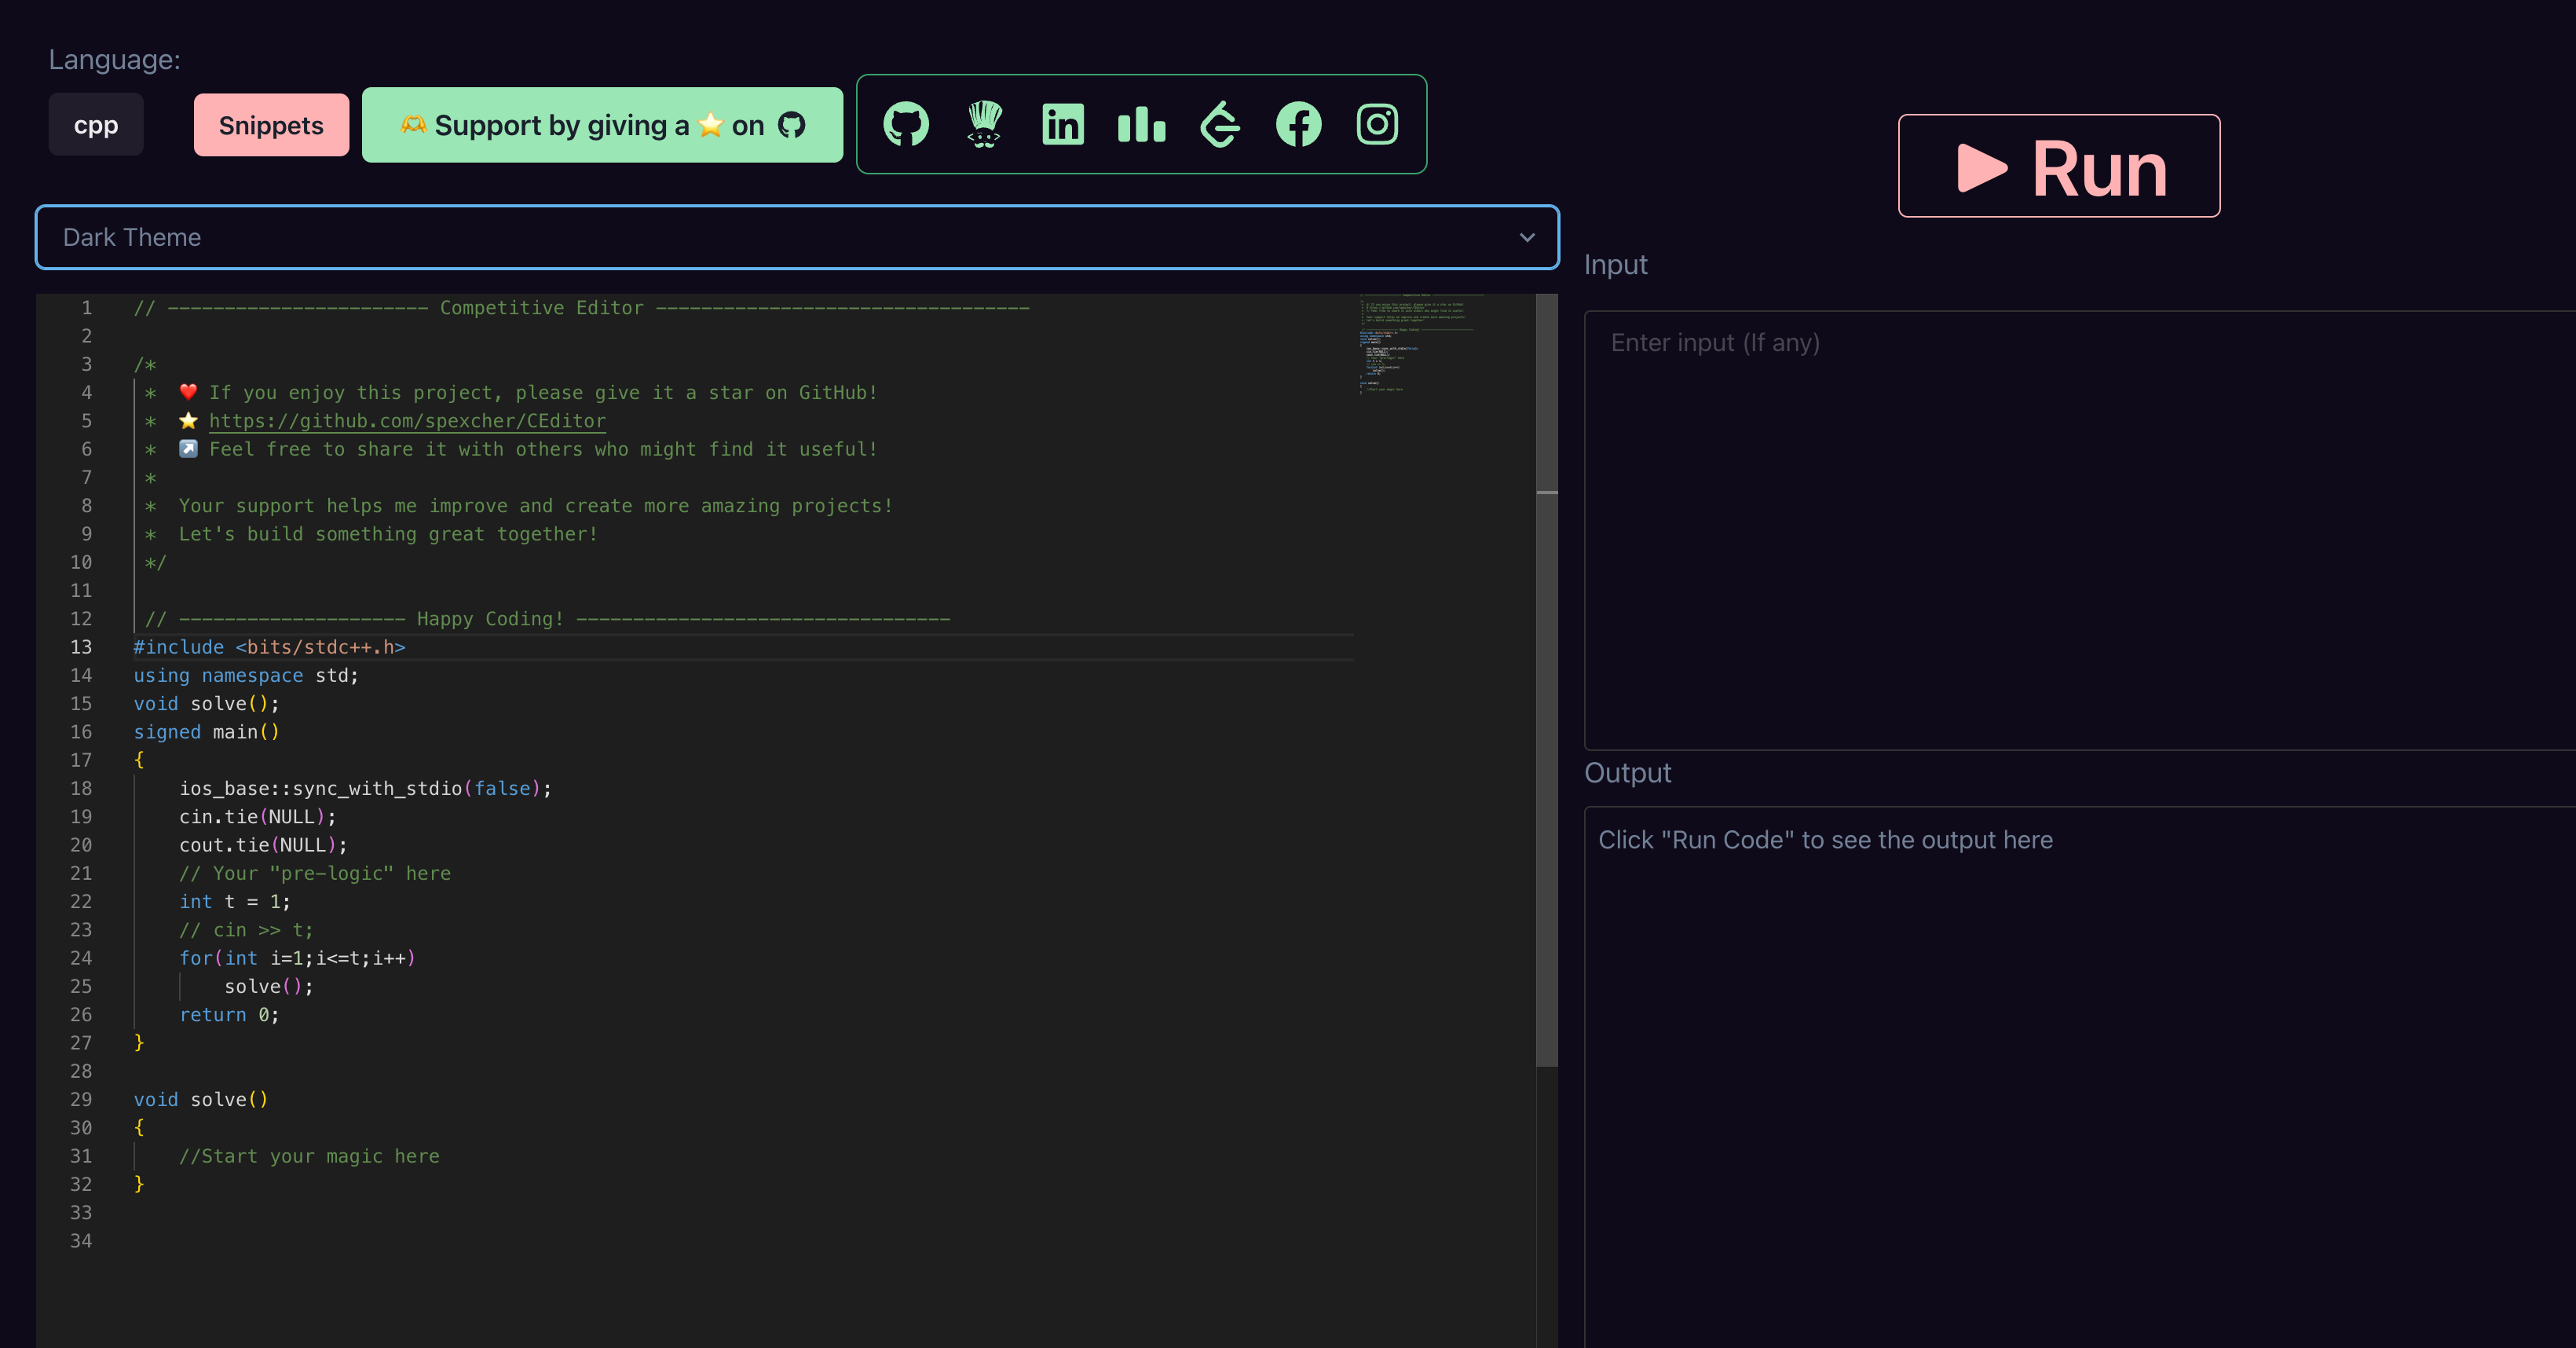 Language:
cpp
Snippets
🫶 Support by giving a ⭐ on
Run
Dark Theme
Input
Enter input (If any)
Output
Click "Run Code" to see the output here
1 // ----------------------- Competitive Editor ---------------------------------
2
3 /*
4  *  ❤️ If you enjoy this project, please give it a star on GitHub!
5  *  ⭐ https://github.com/spexcher/CEditor
6  *  ↗️ Feel free to share it with others who might find it useful!
7  *
8  *  Your support helps me improve and create more amazing projects!
9  *  Let's build something great together!
10  */
11
12  // -------------------- Happy Coding! ---------------------------------
13 #include <bits/stdc++.h>
14 using namespace std;
15 void solve();
16 signed main()
17 {
18     ios_base::sync_with_stdio(false);
19     cin.tie(NULL);
20     cout.tie(NULL);
21     // Your "pre-logic" here
22     int t = 1;
23     // cin >> t;
24     for(int i=1;i<=t;i++)
25         solve();
26     return 0;
27 }
28
29 void solve()
30 {
31     //Start your magic here
32 }
33
34